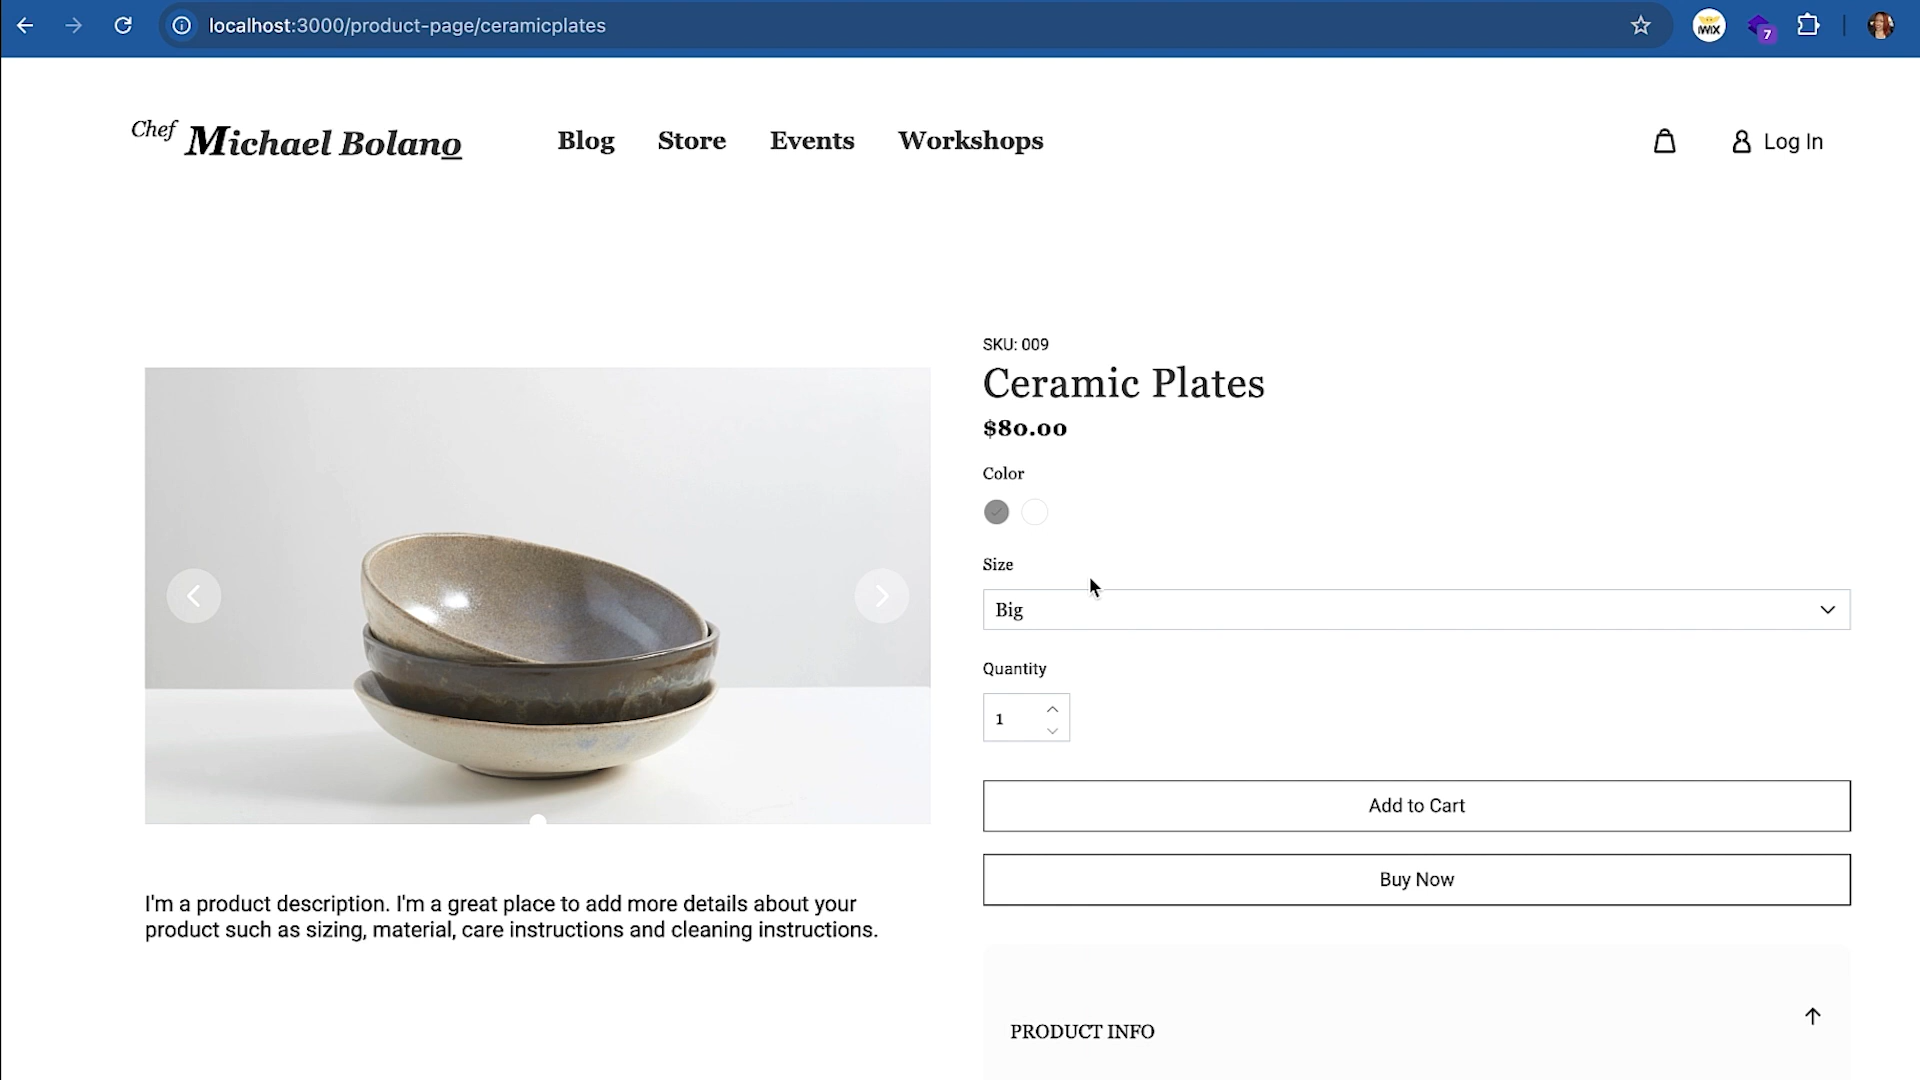 localhost:3000/product-page/ceramicplates
7
Chef Michael Bolano
Blog Store Events Workshops
Log In
SKU: 009
Ceramic Plates
$80.00
Color
Size
Big
Quantity
1
Add to Cart
Buy Now
I'm a product description. I'm a great place to add more details about your
product such as sizing, material, care instructions and cleaning instructions.
PRODUCT INFO